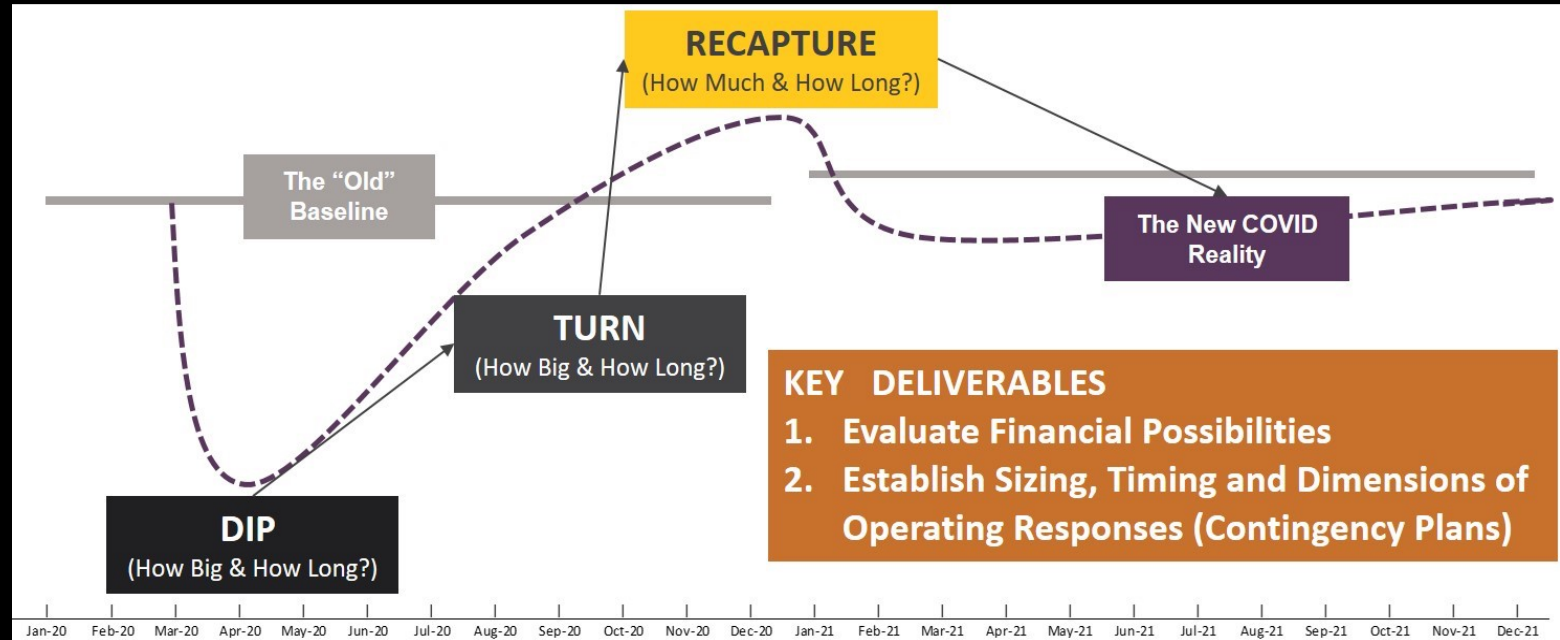 RECAPTURE
(How Much & How Long?)
The “Old”
Baseline
The New COVID
Reality
TURN
(How Big & How Long?)
KEY DELIVERABLES
1. Evaluate Financial Possibilities
2. Establish Sizing, Timing and Dimensions of
Operating Responses (Contingency Plans)
DIP
(How Big & How Long?)
Jan-20 Feb-20 Mar-20 Apr-20 May-20 Jun-20 Jul-20 Aug-20 Sep-20 Oct-20 Nov-20 Dec-20 Jan-21 Feb-21 Mar-21 Apr-21 May-21 Jun-21 Jul-21 Aug-21 Sep-21 Oct-21 Nov-21 Dec-21